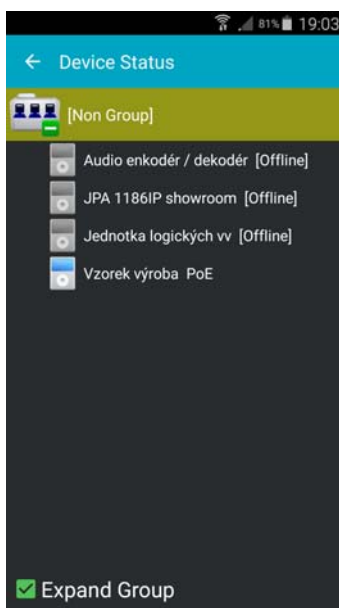 81% 19:03
Device Status
[Non Group]
Audio enkodér / dekodér [Offline]
JPA 1186IP showroom [Offline]
Jednotka logických vv [Offline]
Vzorek výroba PoE
Expand Group